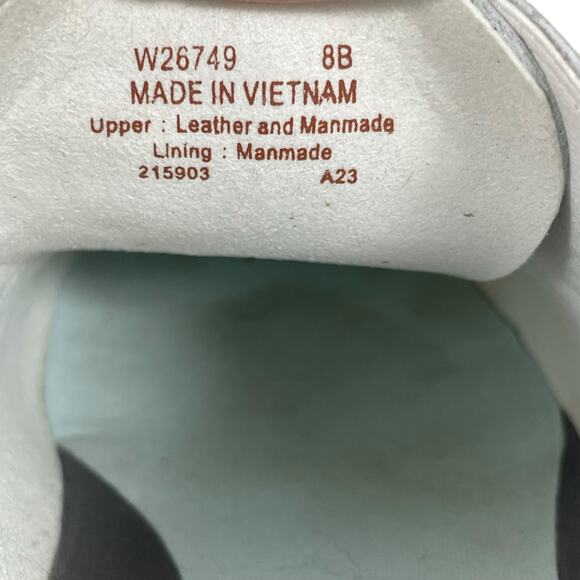 W26749 8B
MADE IN VIETNAM
Upper : Leather and Manmade
Lining : Manmade
215903 A23